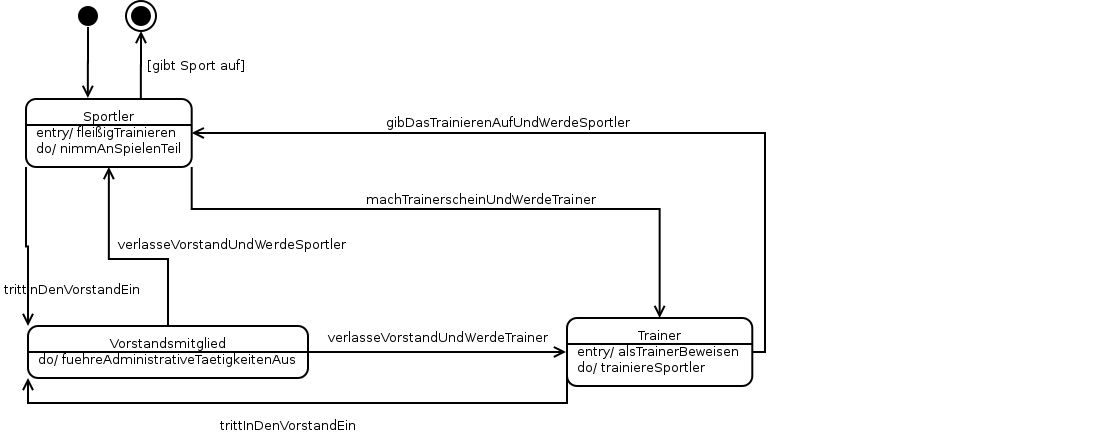 [gibt Sport auf]
Sportler
entry/ fleißigTrainieren
do/ nimmAnSpielenTeil
gibDasTrainierenAufUndWerdeSportler
machTrainerscheinUndWerdeTrainer
verlasseVorstandUndWerdeSportler
trittInDenVorstandEin
Vorstandsmitglied
do/ fuehreAdministrativeTaetigkeitenAus
verlasseVorstandUndWerdeTrainer
Trainer
entry/ alsTrainerBeweisen
do/ trainiereSportler
trittInDenVorstandEin